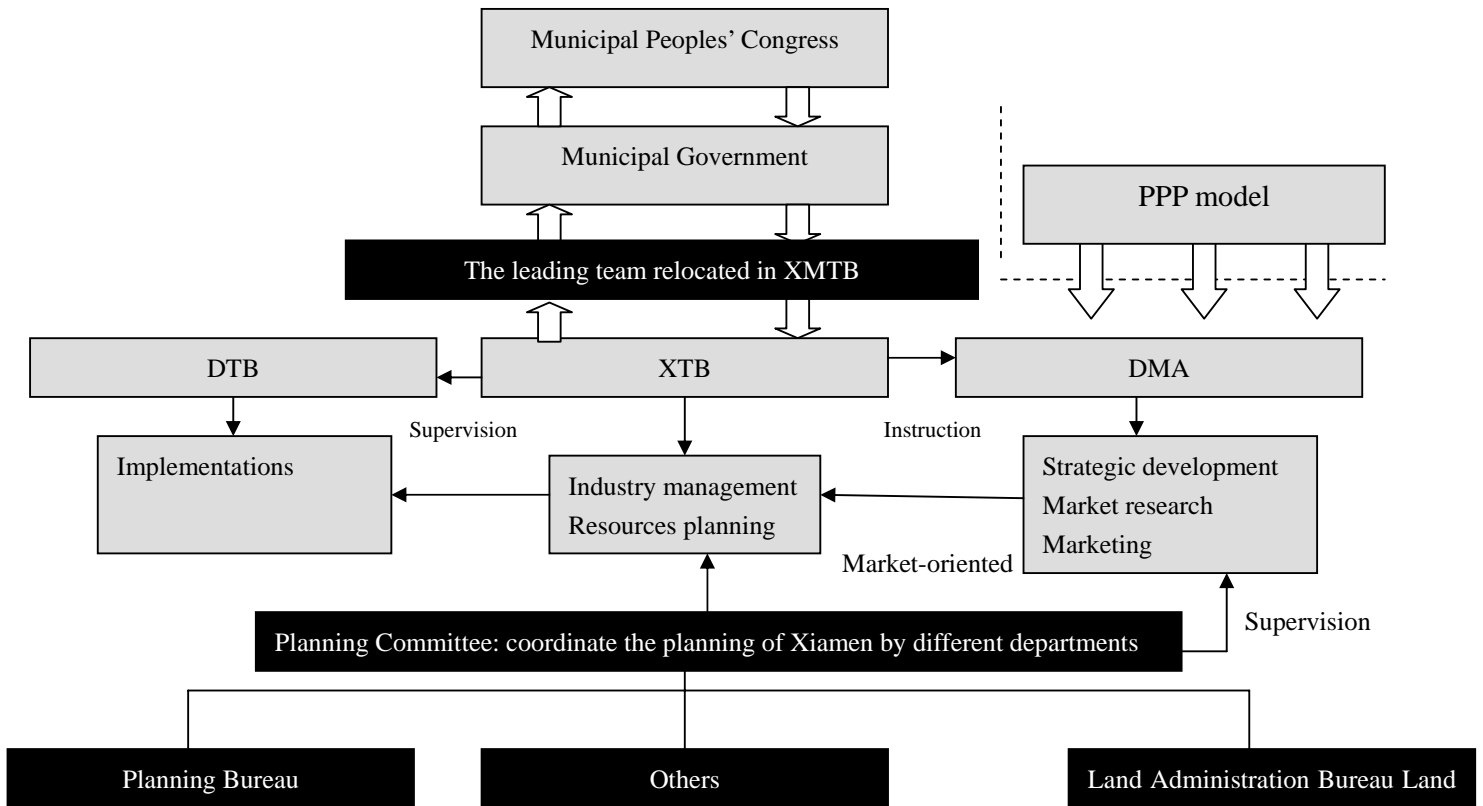 Municipal Peoples’ Congress
Municipal Government
PPP model
The leading team relocated in XMTB
DTB
XTB
DMA
Supervision
Instruction
Implementations
Industry management
Resources planning
Strategic development
Market research
Marketing
Market-oriented
Supervision
Planning Committee: coordinate the planning of Xiamen by different departments
Planning Bureau
Others
Land Administration Bureau Land